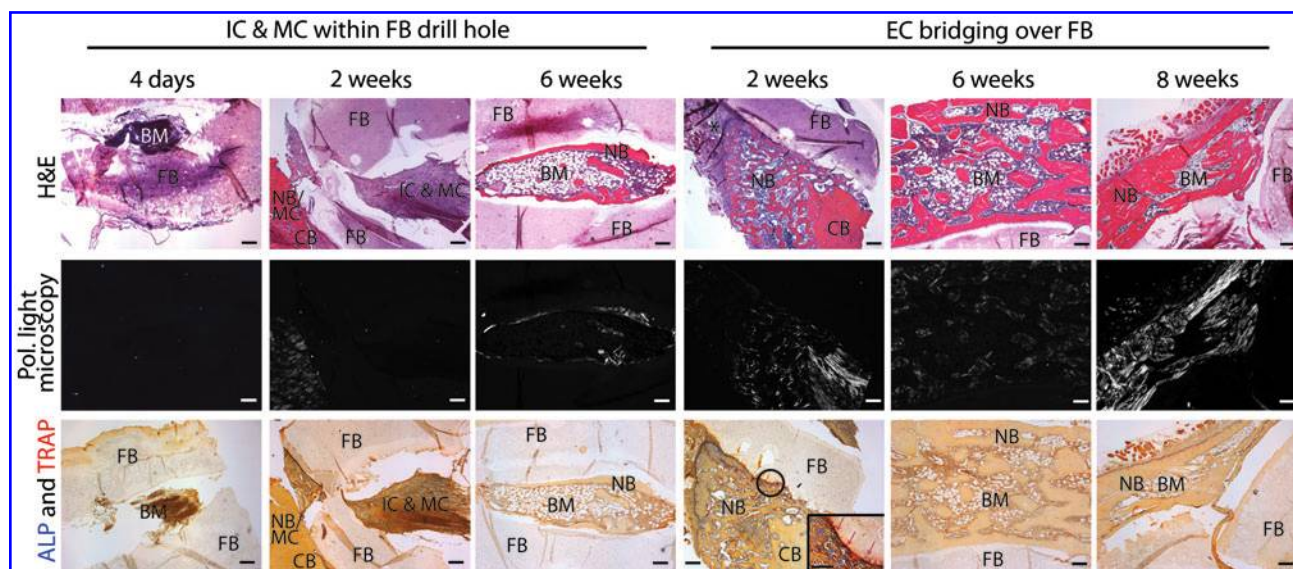 IC & MC within FB drill hole EC bridging over FB
4 days 2 weeks 6 weeks 2 weeks 6 weeks 8 weeks
H&E
BM
FB
FB
IC & MC
NB/
MC
CB
FB
FB
NB
BM
FB
*
FB
NB
CB
NB
BM
FB
NB
BM
FB
Pol. light
microscopy
ALP and TRAP
FB
BM
FB
FB
IC & MC
NB/
MC
CB
FB
FB
NB
BM
FB
FB
NB
CB
NB
BM
FB
NB BM
FB